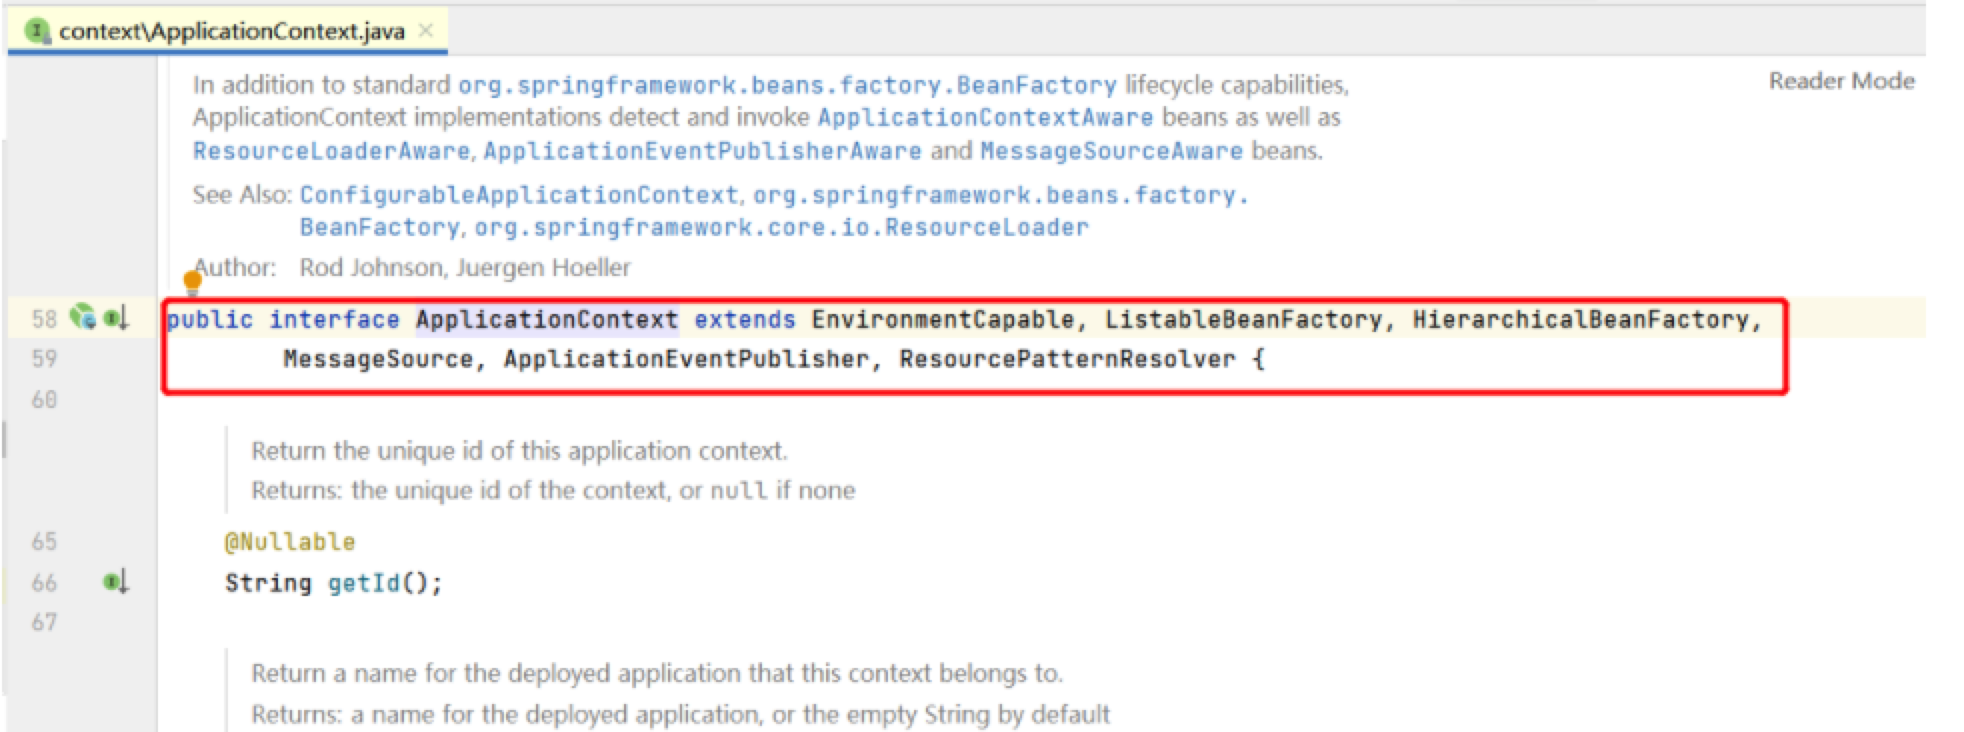 context\ApplicationContext.java
Reader Mode
In addition to standard org.springframework.beans.factory.BeanFactory lifecycle capabilities,
ApplicationContext implementations detect and invoke ApplicationContextAware beans as well as
ResourceLoaderAware, ApplicationEventPublisherAware and MessageSourceAware beans.
See Also: ConfigurableApplicationContext, org.springframework.beans.factory.
BeanFactory, org.springframework.core.io.ResourceLoader
Author: Rod Johnson, Juergen Hoeller
58 public interface ApplicationContext extends EnvironmentCapable, ListableBeanFactory, HierarchicalBeanFactory,
59 MessageSource, ApplicationEventPublisher, ResourcePatternResolver {
60
Return the unique id of this application context.
Returns: the unique id of the context, or null if none
65 @Nullable
66 String getId();
67
Return a name for the deployed application that this context belongs to.
Returns: a name for the deployed application, or the empty String by default